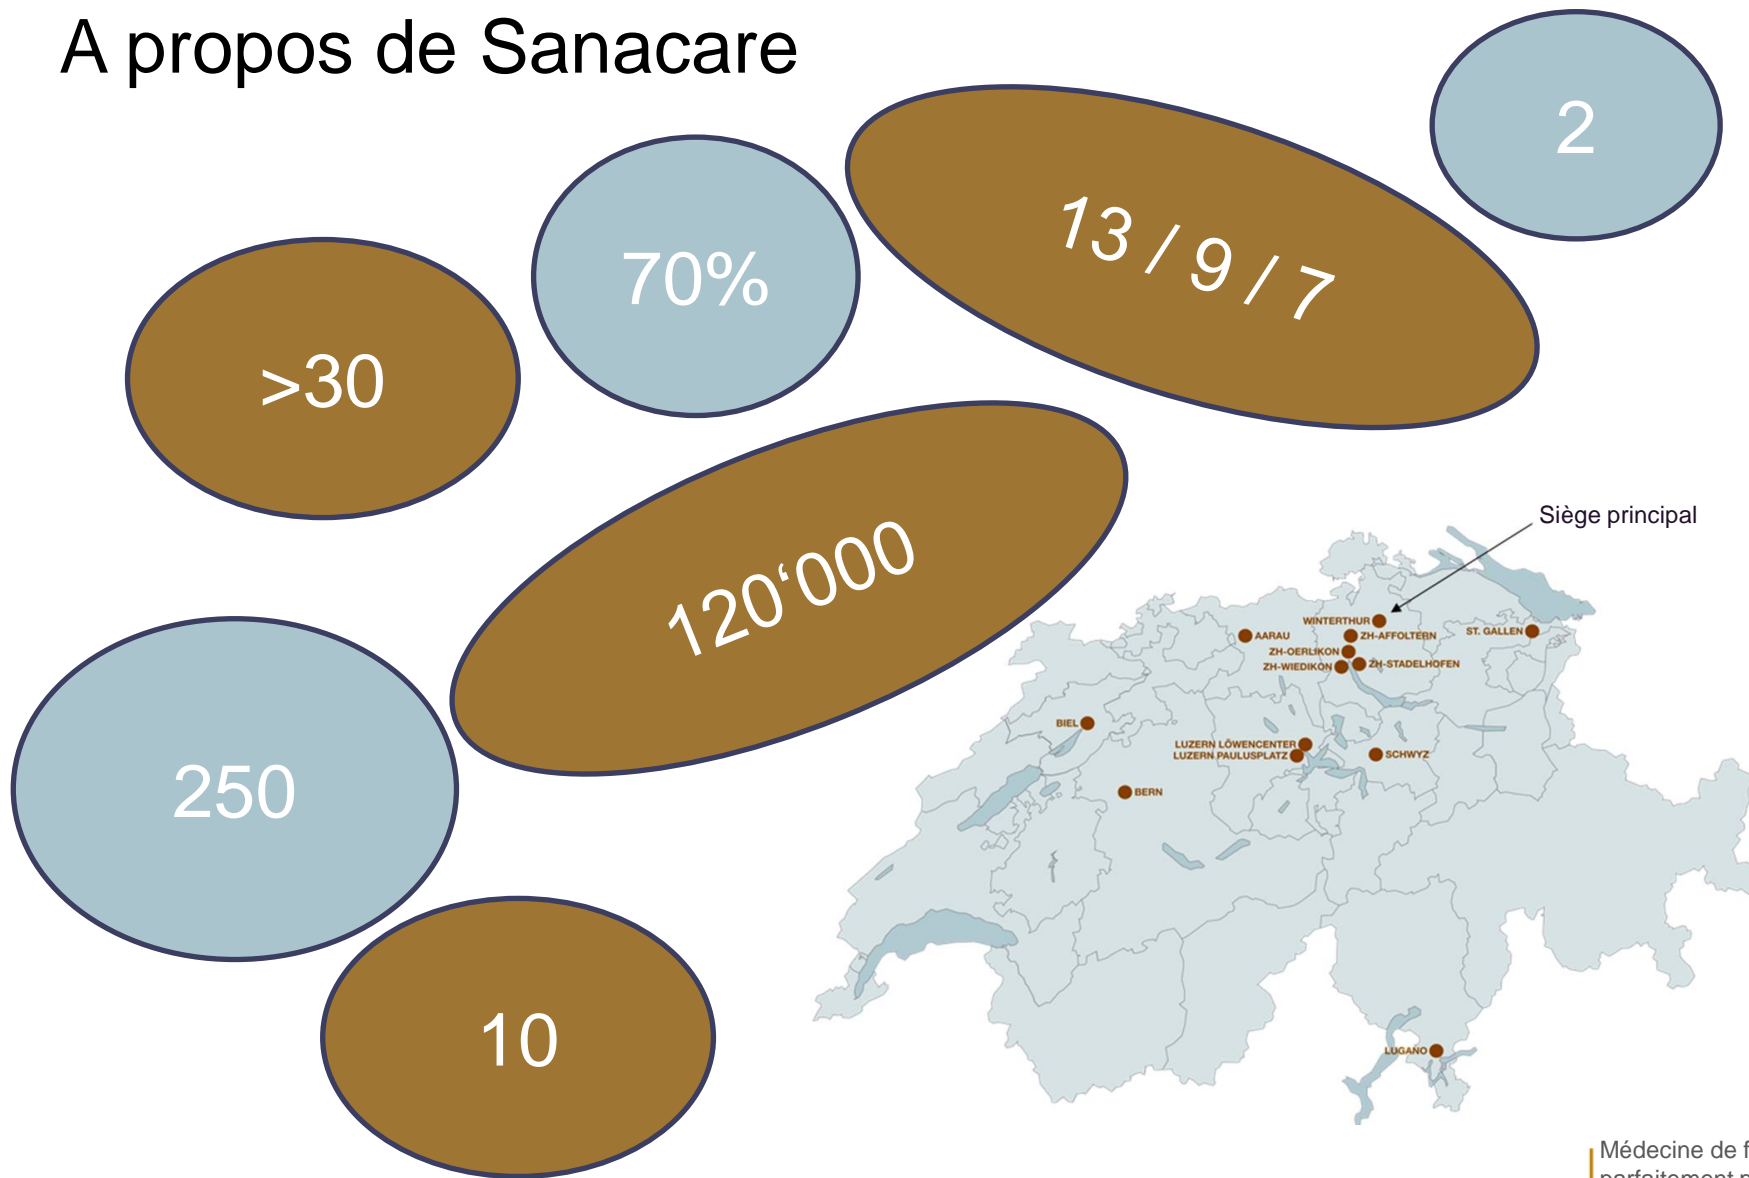 A propos de Sanacare
2
70%
13 / 9 / 7
>30
120‘000
250
10
Siège principal
WINTERTHUR
AARAU
ZH-AFFOLTERN
ST. GALLEN
ZH-OERLIKON
ZH-WIEDIKON
ZH-STADELHOFEN
BIEL
LUZERN LÖWENCENTER
LUZERN PAULUSPLATZ
SCHWYZ
BERN
LUGANO
Médecine de f
parfaitement